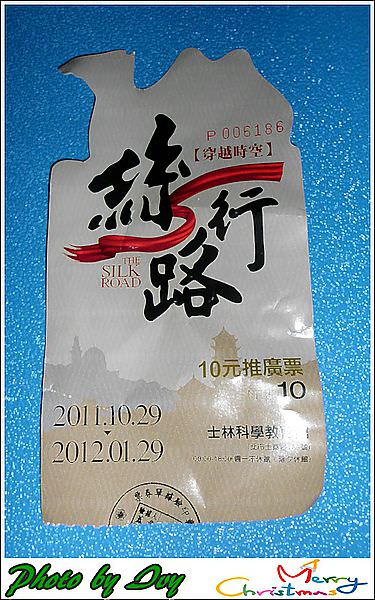 P 006186
【穿越時空】
絲
行
路
THE
SILK
ROAD
10元推廣票
10
2011.10.29
2012.01.29
士林科學教
Photo by Ivy
Merry
Christmas